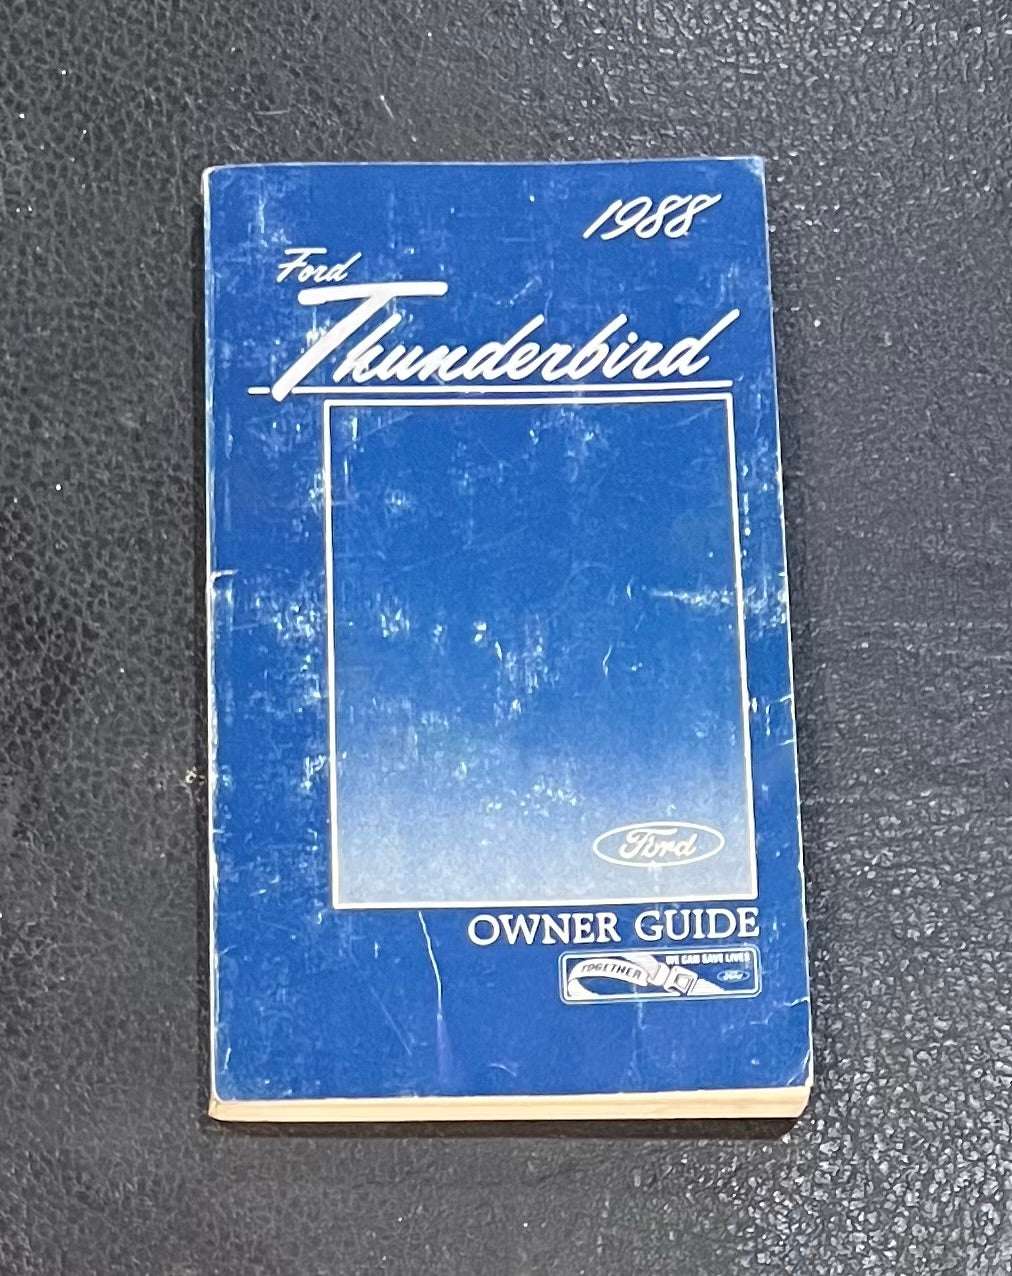 1988
Ford
Thunderbird
Ford
OWNER GUIDE
WE CAN SAVE LIVES
TOGETHER
Ford